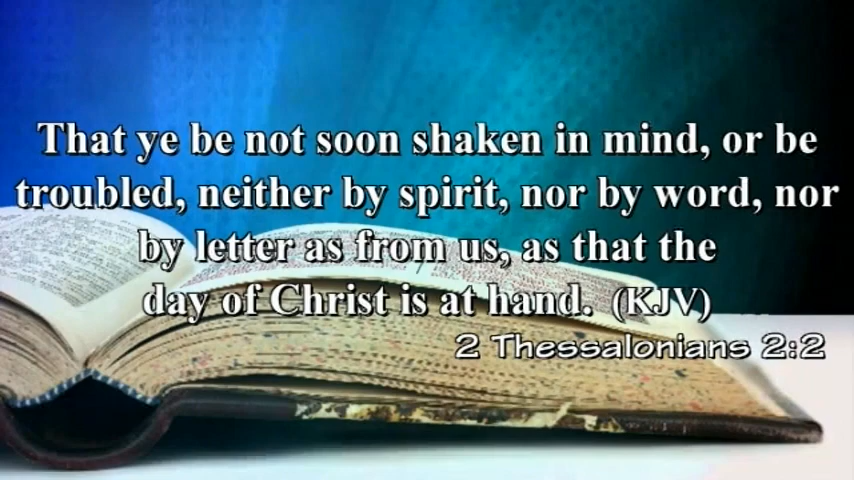 That ye be not soon shaken in mind, or be
troubled, neither by spirit, nor by word, nor
by letter as from us, as that the
day of Christ is at hand. (KJV)
2 Thessalonians 2:2